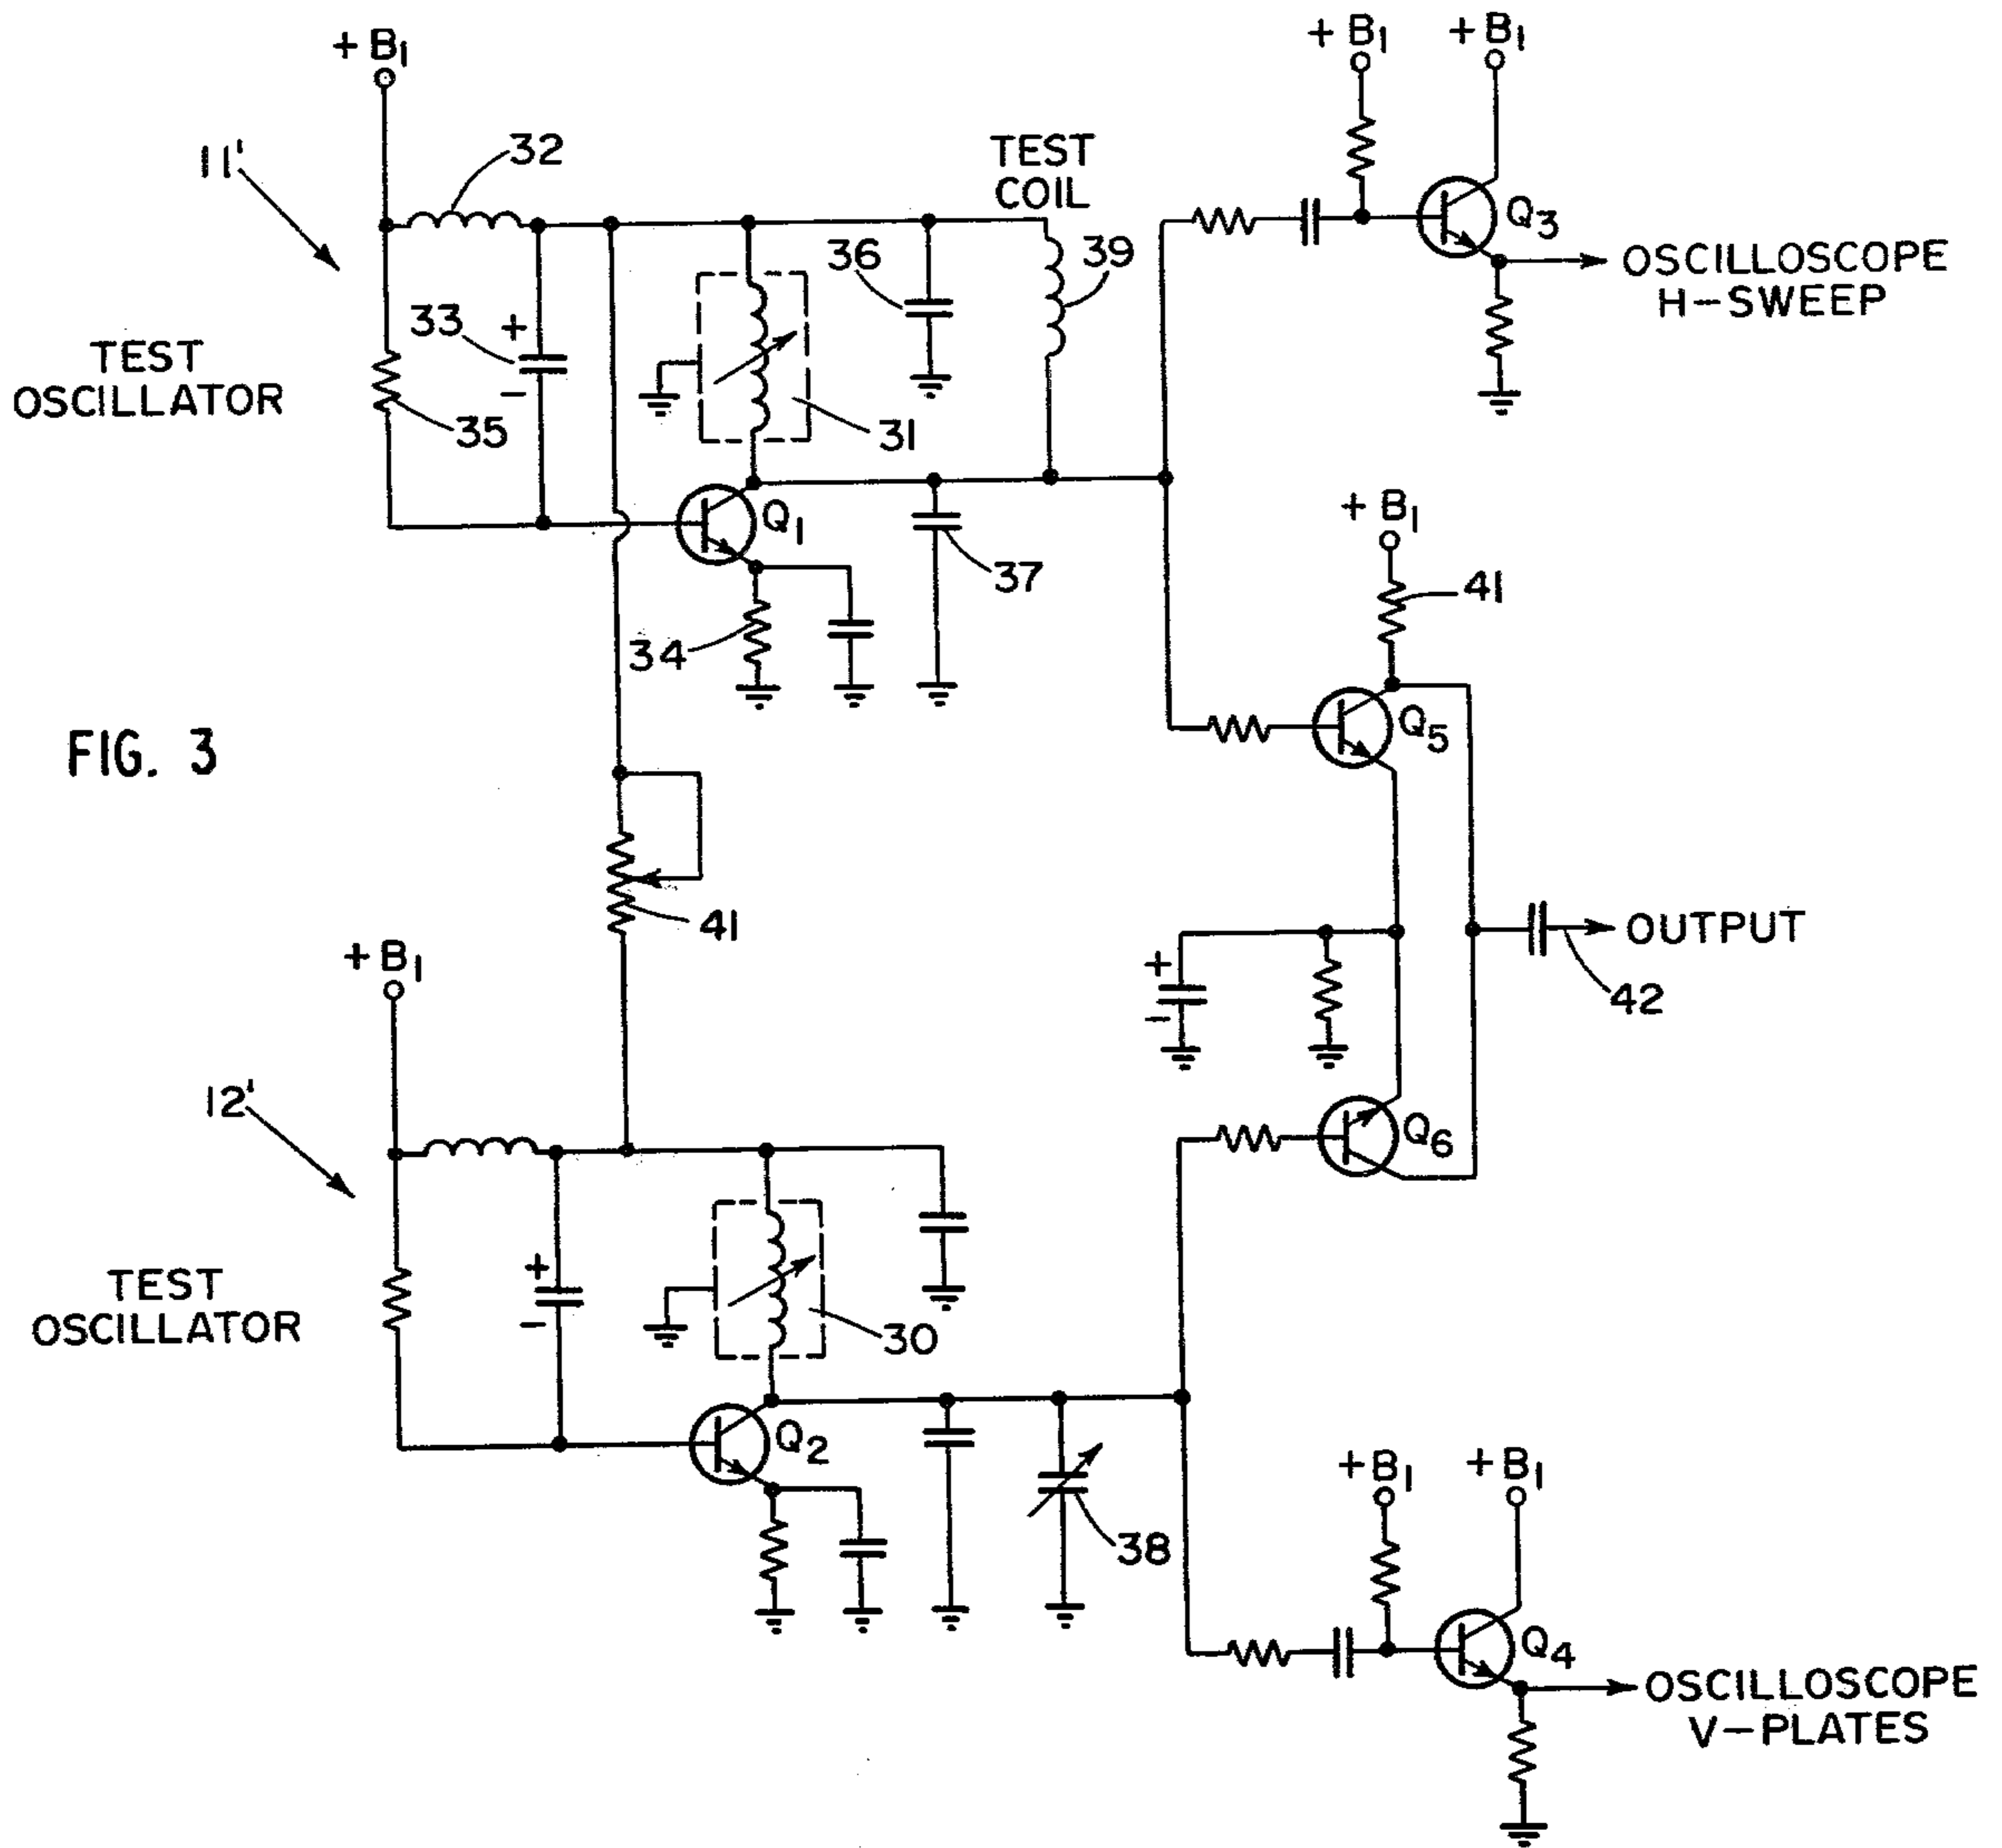 +B₁
+B₁
+B₁
11'
32
TEST
COIL
36
39
Q₃
OSCILLOSCOPE
H-SWEEP
33
+
-
TEST
OSCILLATOR
35
31
Q₁
37
34
+B₁
41
Q₅
FIG. 3
41
+B₁
+
-
OUTPUT
42
12'
Q₆
TEST
OSCILLATOR
+
-
30
Q₂
38
+B₁
+B₁
Q₄
OSCILLOSCOPE
V-PLATES